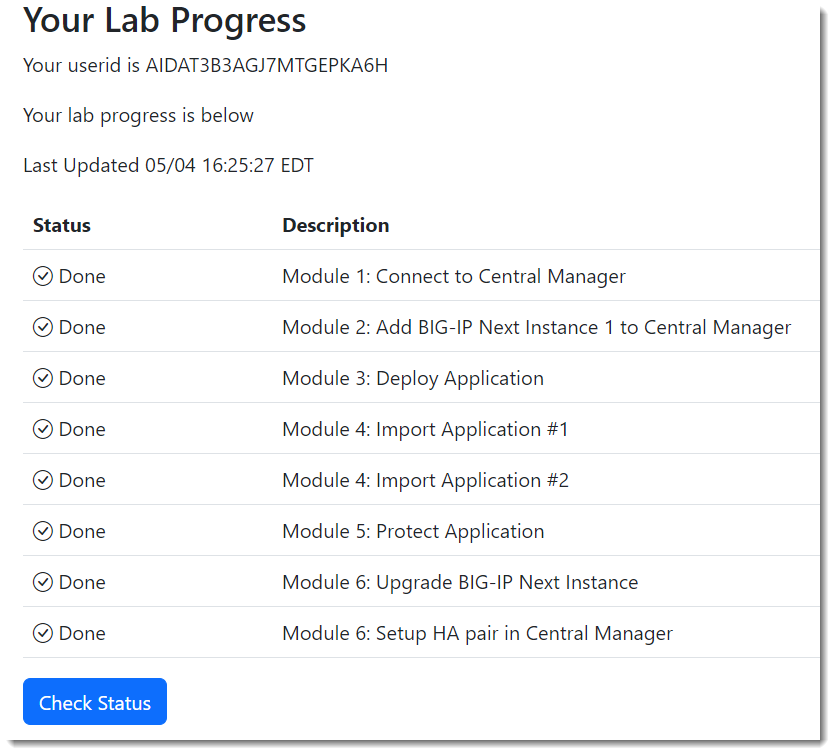 Your Lab Progress
Your userid is AIDAT3B3AGJ7MTGEPKA6H
Your lab progress is below
Last Updated 05/04 16:25:27 EDT
Status Description
Done Module 1: Connect to Central Manager
Done Module 2: Add BIG-IP Next Instance 1 to Central Manager
Done Module 3: Deploy Application
Done Module 4: Import Application #1
Done Module 4: Import Application #2
Done Module 5: Protect Application
Done Module 6: Upgrade BIG-IP Next Instance
Done Module 6: Setup HA pair in Central Manager
Check Status